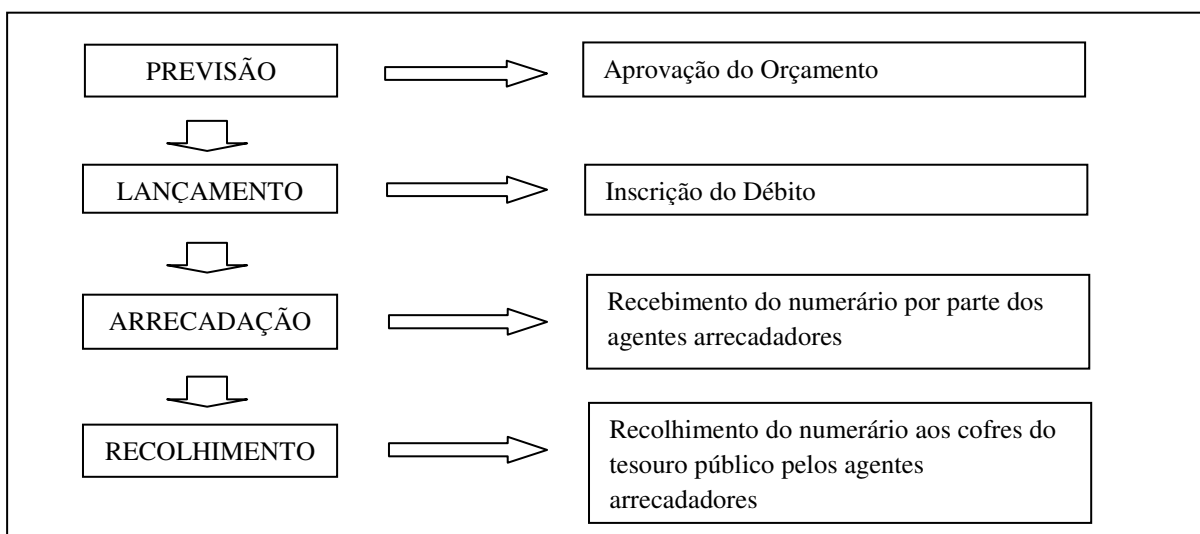 PREVISÃO
Aprovação do Orçamento
LANÇAMENTO
Inscrição do Débito
ARRECADAÇÃO
Recebimento do numerário por parte dos
agentes arrecadadores
RECOLHIMENTO
Recolhimento do numerário aos cofres do
tesouro público pelos agentes
arrecadadores